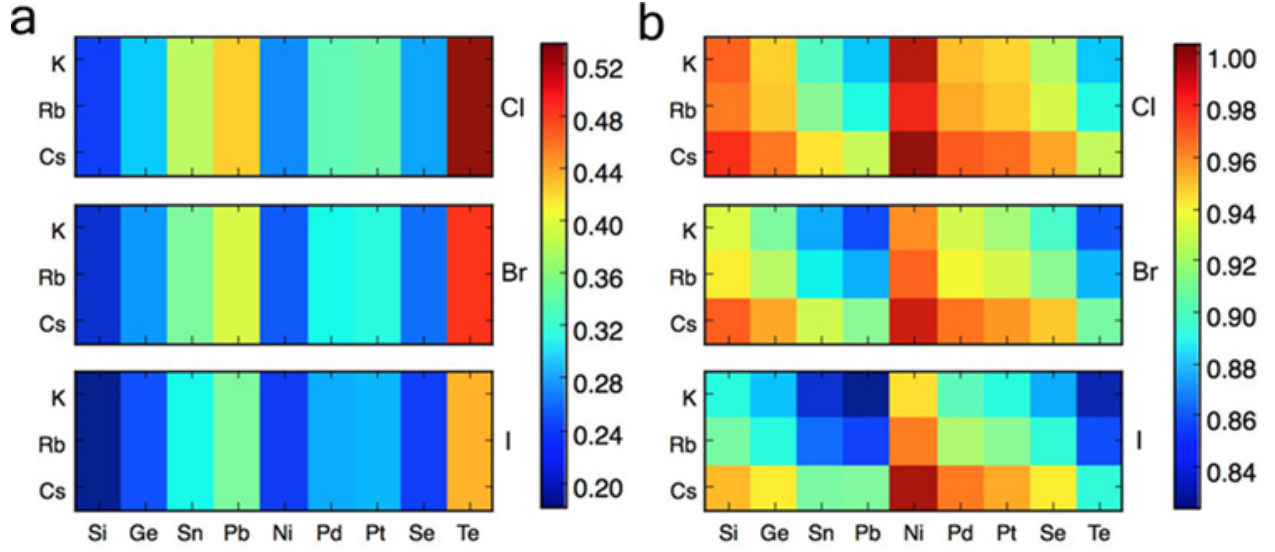 a
K
Rb
Cs
Cl
K
Rb
Cs
Br
K
Rb
Cs
I
Si Ge Sn Pb Ni Pd Pt Se Te
0.52
0.48
0.44
0.40
0.36
0.32
0.28
0.24
0.20
b
K
Rb
Cs
Cl
K
Rb
Cs
Br
K
Rb
Cs
I
Si Ge Sn Pb Ni Pd Pt Se Te
1.00
0.98
0.96
0.94
0.92
0.90
0.88
0.86
0.84